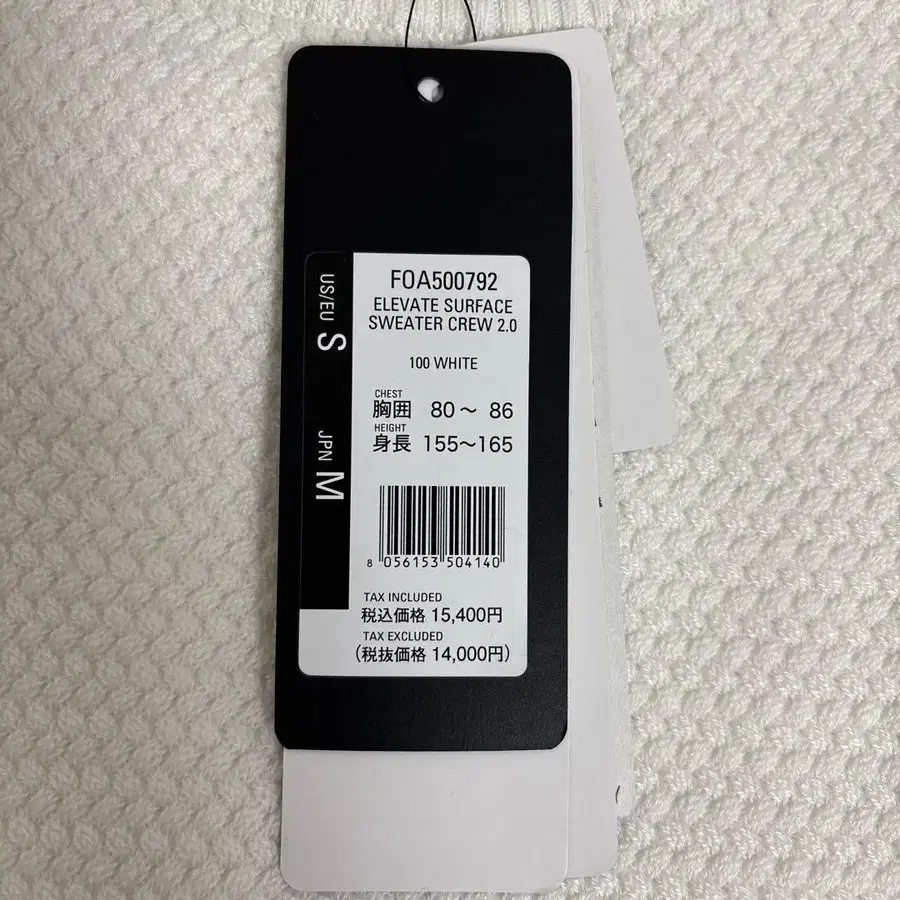 US/EU S
JPN M
FOA500792
ELEVATE SURFACE
SWEATER CREW 2.0
100 WHITE
CHEST
胸囲 80～ 86
HEIGHT
身長 155～165
8 056153 504140
TAX INCLUDED
税込価格 15,400円
TAX EXCLUDED
(税抜価格 14,000円)